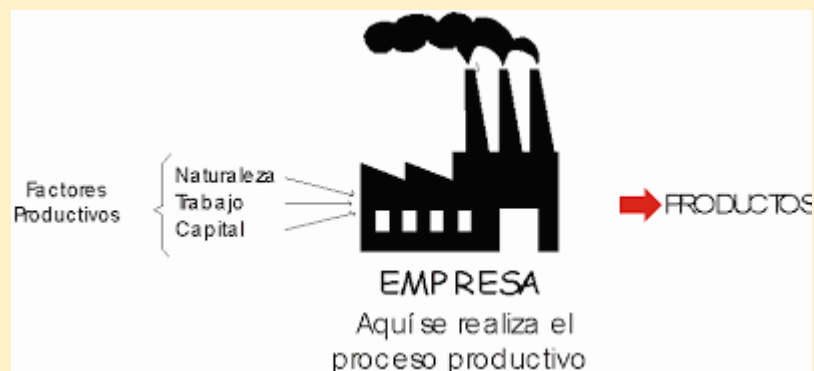 Factores
Productivos
Naturaleza
Trabajo
Capital
PRODUCTOS
EMPRESA
Aquí se realiza el
proceso productivo